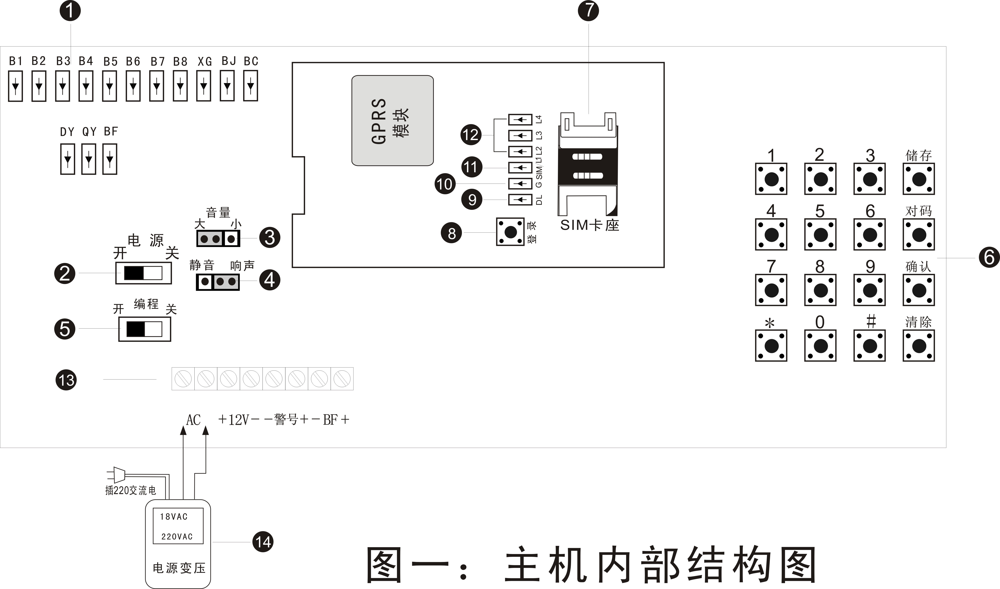 1
7
B1 B2 B3 B4 B5 B6 B7 B8 XG BJ BC
GPRS
模块
DY QY BF
L4
L3
L2
SIM/L1
G
DL
12
11
10
9
8
登录
SIM卡座
音量
大 小
3
电源
开 关
2
静音 响声
4
编程
开 关
5
1 2 3 储存
4 5 6 对码
7 8 9 确认
* 0 # 清除
6
13
AC +12V- -警号+ -BF+
插220交流电
18VAC
220VAC
电源变压
14
图一：主机内部结构图